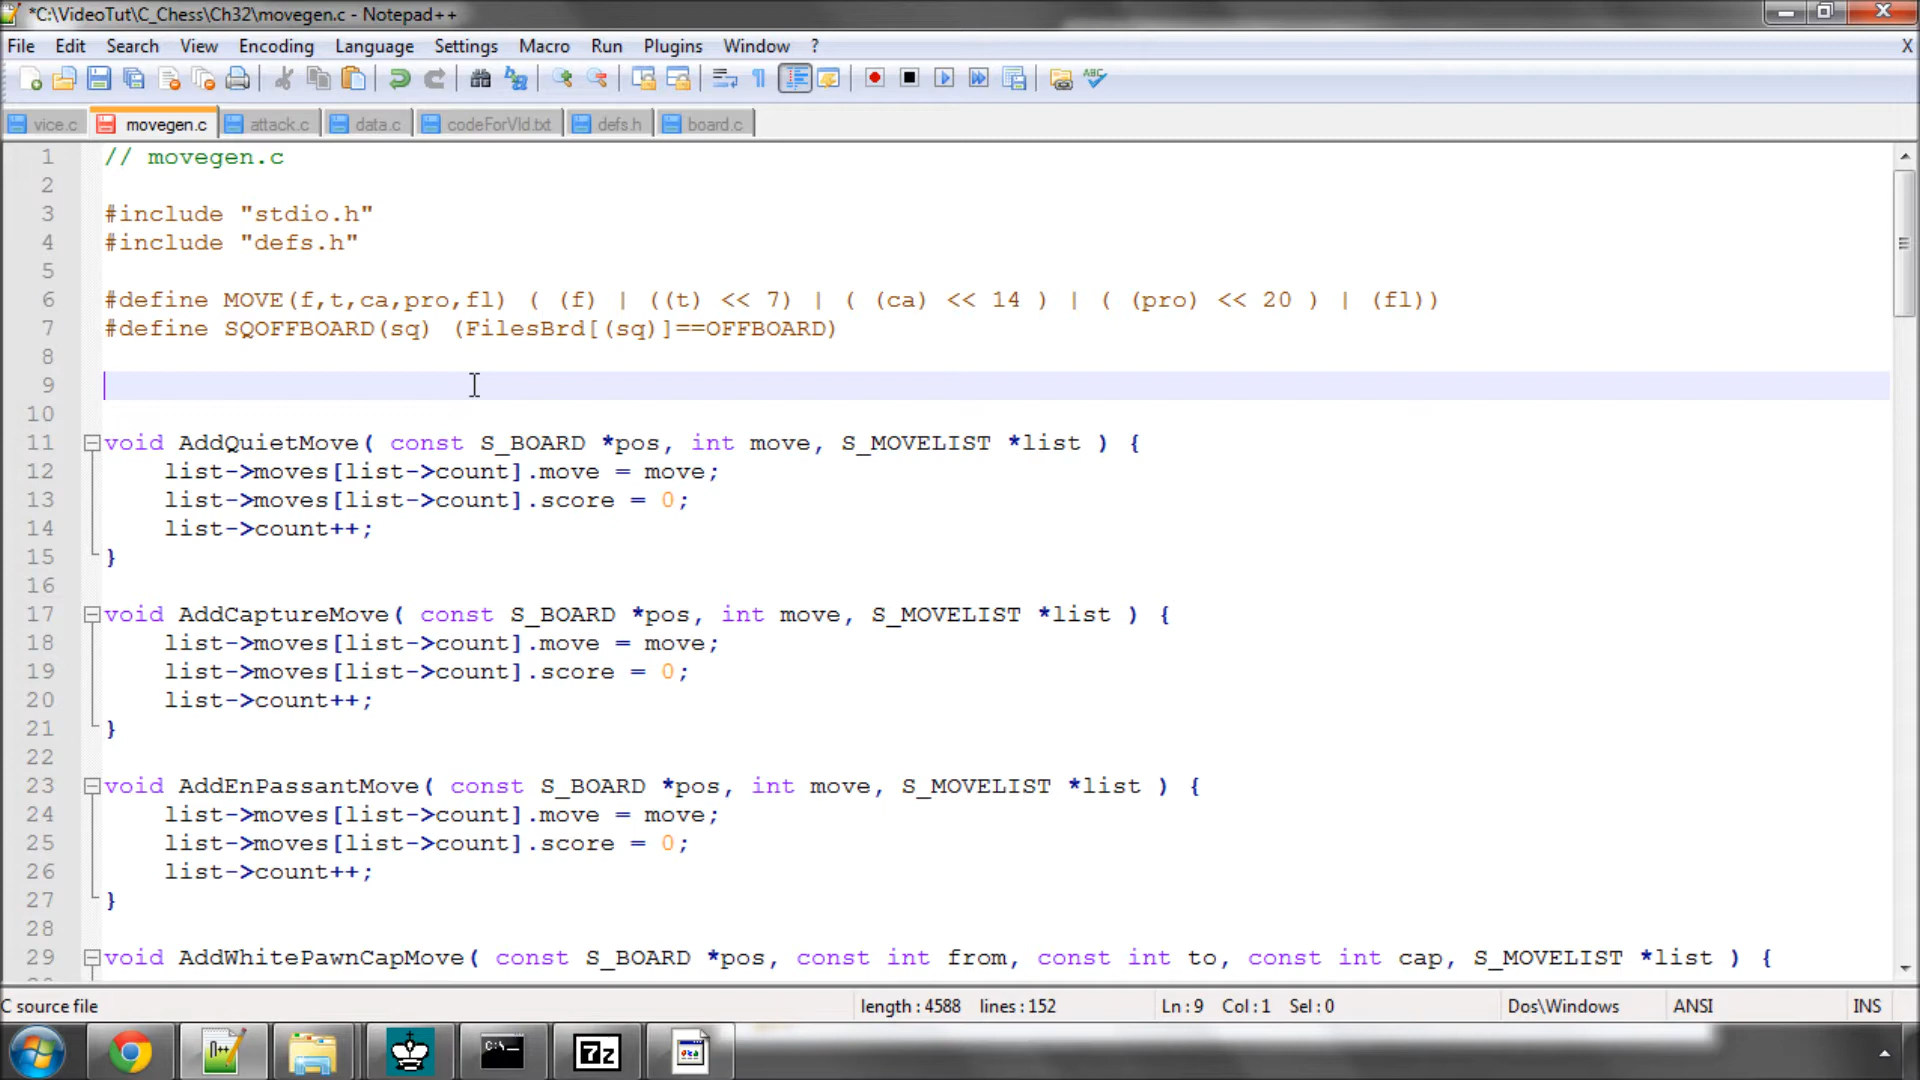 *C:\VideoTut\C_Chess\Ch32\movegen.c - Notepad++
File Edit Search View Encoding Language Settings Macro Run Plugins Window ? X
vice.c movegen.c attack.c data.c codeForVid.txt defs.h board.c
1 // movegen.c
2
3 #include "stdio.h"
4 #include "defs.h"
5
6 #define MOVE(f,t,ca,pro,fl) ( (f) | ((t) << 7) | ( (ca) << 14 ) | ( (pro) << 20 ) | (fl))
7 #define SQOFFBOARD(sq) (FilesBrd[(sq)]==OFFBOARD)
8
9
10
11 void AddQuietMove( const S_BOARD *pos, int move, S_MOVELIST *list ) {
12 list->moves[list->count].move = move;
13 list->moves[list->count].score = 0;
14 list->count++;
15 }
16
17 void AddCaptureMove( const S_BOARD *pos, int move, S_MOVELIST *list ) {
18 list->moves[list->count].move = move;
19 list->moves[list->count].score = 0;
20 list->count++;
21 }
22
23 void AddEnPassantMove( const S_BOARD *pos, int move, S_MOVELIST *list ) {
24 list->moves[list->count].move = move;
25 list->moves[list->count].score = 0;
26 list->count++;
27 }
28
29 void AddWhitePawnCapMove( const S_BOARD *pos, const int from, const int to, const int cap, S_MOVELIST *list ) {
C source file length : 4588 lines : 152 Ln : 9 Col : 1 Sel : 0 Dos\Windows ANSI INS
N++ C:\ 7z